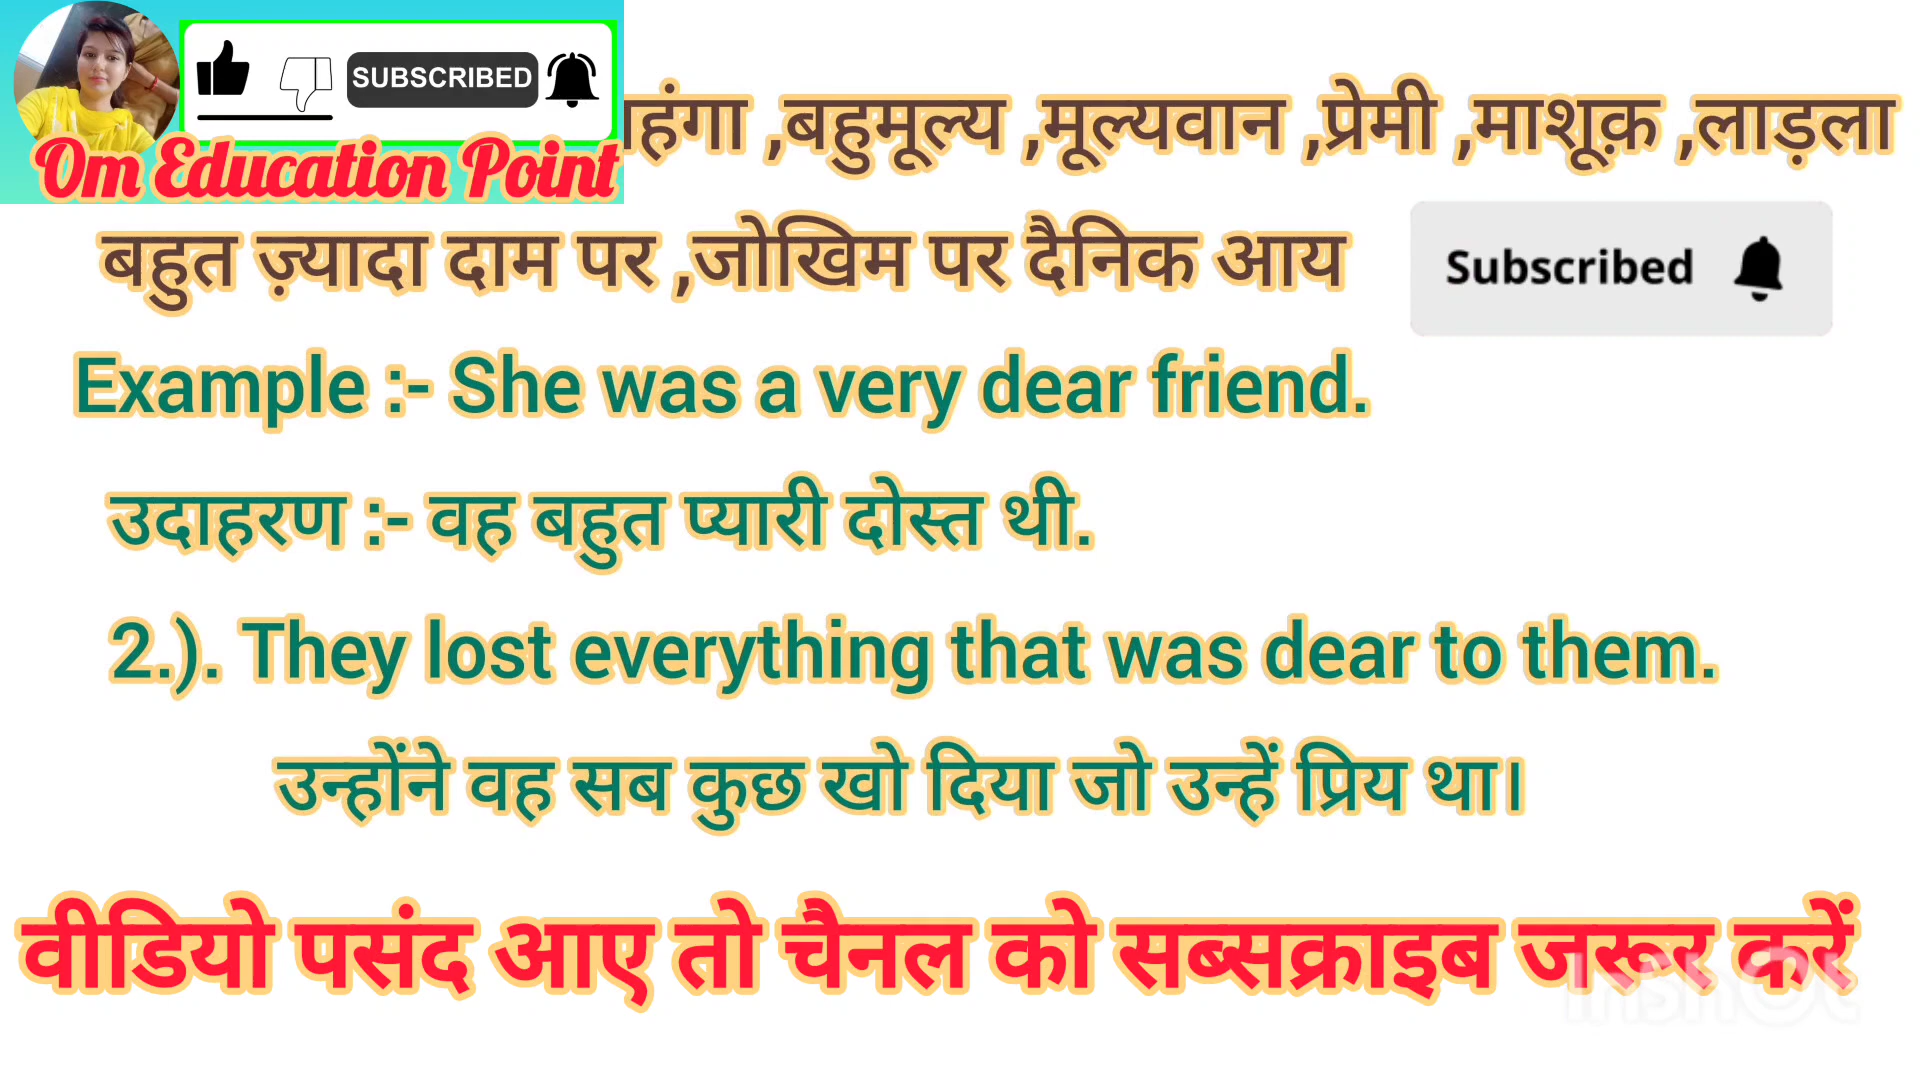 SUBSCRIBED
Om Education Point
,बहुमूल्य ,मूल्यवान ,प्रेमी ,माशूक़ ,लाड़ला
बहुत ज़्यादा दाम पर ,जोखिम पर दैनिक आय
Subscribed
Example :- She was a very dear friend.
उदाहरण :- वह बहुत प्यारी दोस्त थी.
2.). They lost everything that was dear to them.
उन्होंने वह सब कुछ खो दिया जो उन्हें प्रिय था।
वीडियो पसंद आए तो चैनल को सब्सक्राइब जरूर करें
InShOt